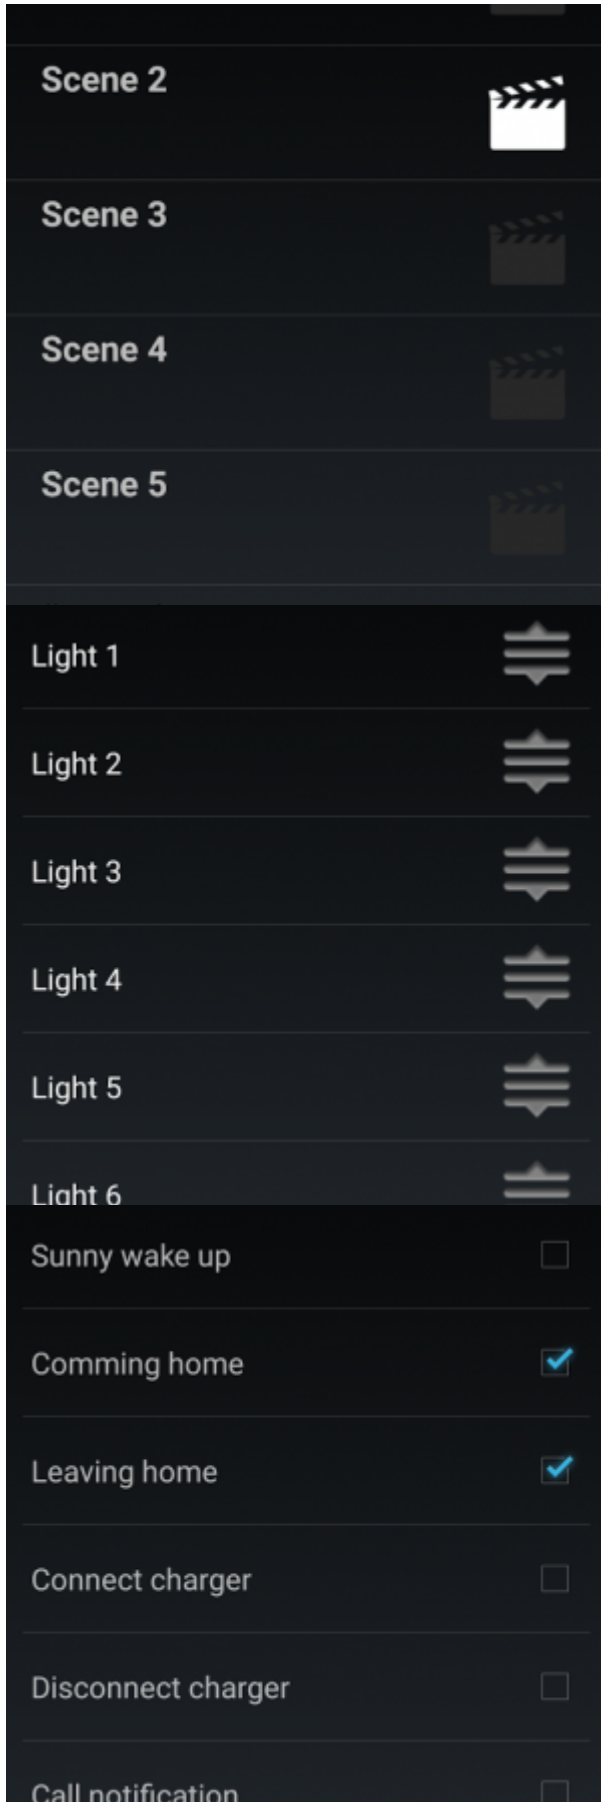 Scene 2
Scene 3
Scene 4
Scene 5
Light 1
Light 2
Light 3
Light 4
Light 5
Light 6
Sunny wake up
Comming home
Leaving home
Connect charger
Disconnect charger
Call notification